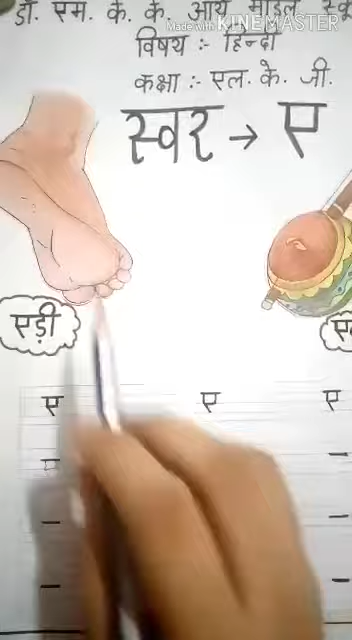 डॉ. एम. के. के. आर्य मॉडल
Made with KINEMASTER
विषय :- हिन्दी
कक्षा :- एल. के. जी.
स्वर → ए
एड़ी
ए ए ए